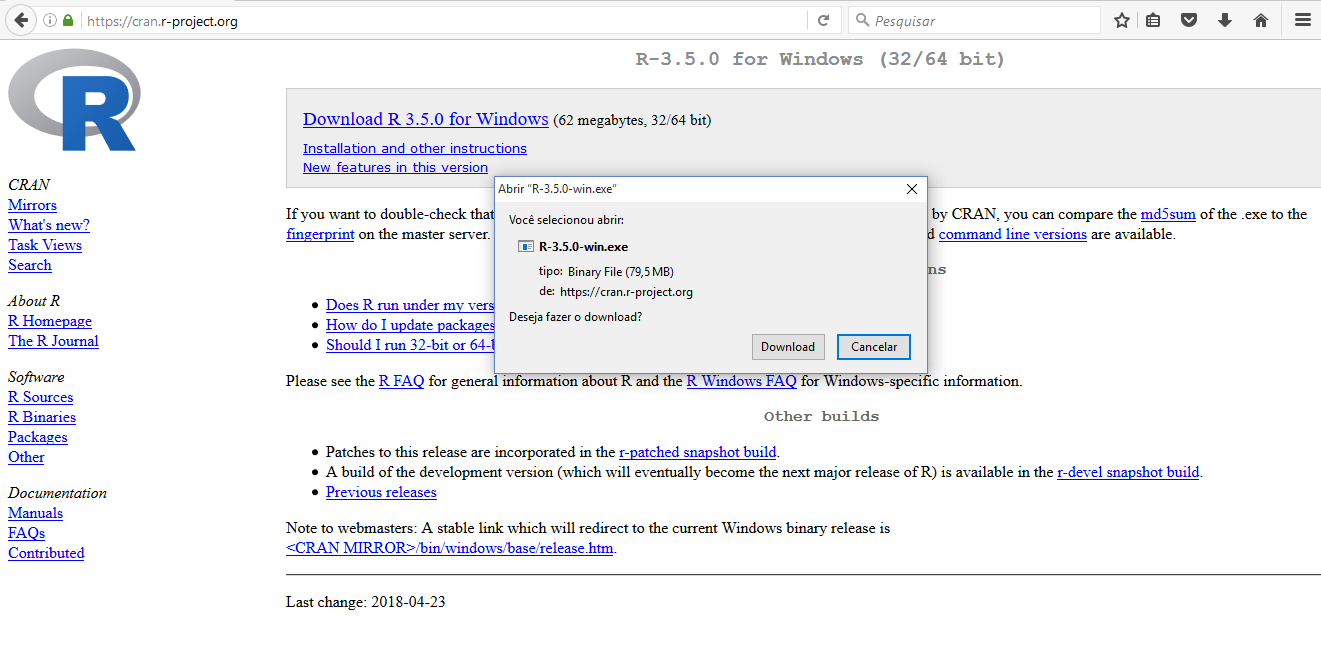 https://cran.r-project.org
Pesquisar
R
R-3.5.0 for Windows (32/64 bit)
Download R 3.5.0 for Windows (62 megabytes, 32/64 bit)
Installation and other instructions
New features in this version
CRAN
Mirrors
What's new?
Task Views
Search
About R
R Homepage
The R Journal
Software
R Sources
R Binaries
Packages
Other
Documentation
Manuals
FAQs
Contributed
If you want to double-check that
by CRAN, you can compare the md5sum of the .exe to the
fingerprint on the master server.
command line versions are available.
Does R run under my
How do I update packages
Should I run 32-bit or
Abrir "R-3.5.0-win.exe"
Você selecionou abrir:
R-3.5.0-win.exe
tipo: Binary File (79,5 MB)
de: https://cran.r-project.org
Deseja fazer o download?
Download Cancelar
Please see the R FAQ for general information about R and the R Windows FAQ for Windows-specific information.
Other builds
Patches to this release are incorporated in the r-patched snapshot build.
A build of the development version (which will eventually become the next major release of R) is available in the r-devel snapshot build.
Previous releases
Note to webmasters: A stable link which will redirect to the current Windows binary release is
<CRAN MIRROR>/bin/windows/base/release.htm.
Last change: 2018-04-23